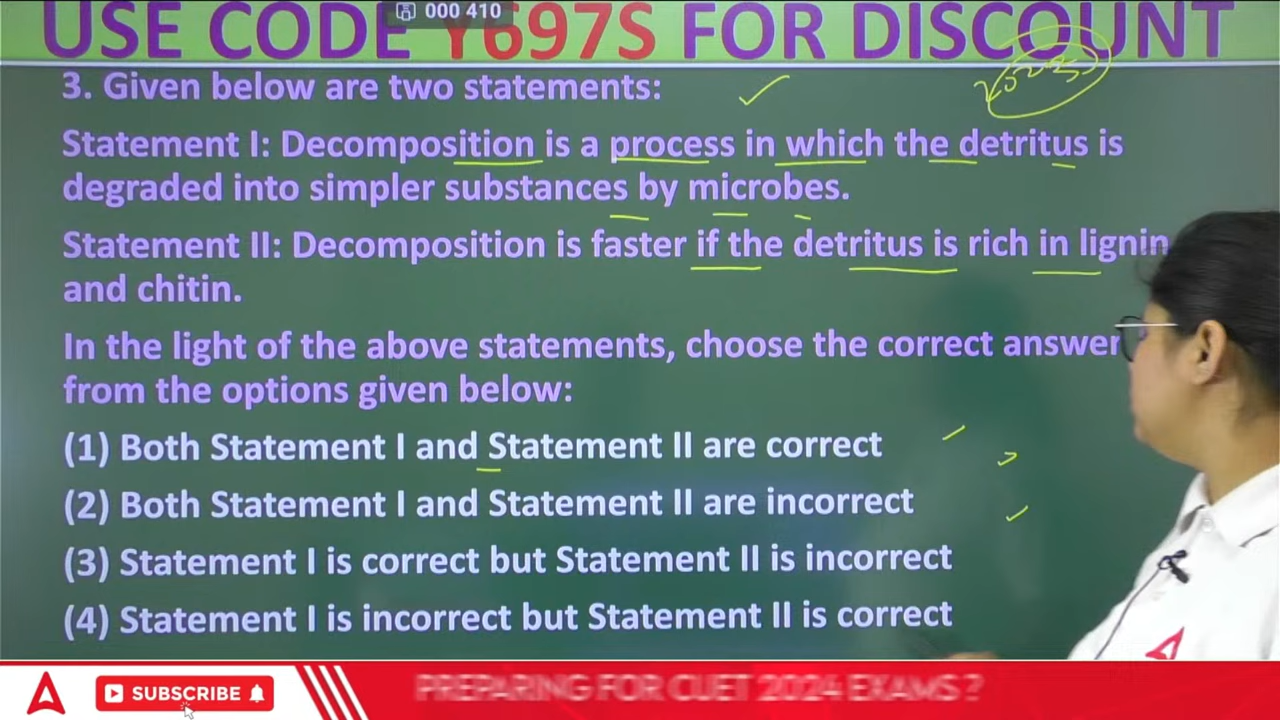 USE CODE Y697S FOR DISCOUNT
000 410
3. Given below are two statements:
Statement I: Decomposition is a process in which the detritus is
degraded into simpler substances by microbes.
Statement II: Decomposition is faster if the detritus is rich in lignin
and chitin.
In the light of the above statements, choose the correct answer
from the options given below:
(1) Both Statement I and Statement II are correct
(2) Both Statement I and Statement II are incorrect
(3) Statement I is correct but Statement II is incorrect
(4) Statement I is incorrect but Statement II is correct
SUBSCRIBE
PREPARING FOR CUET 2024 EXAMS ?